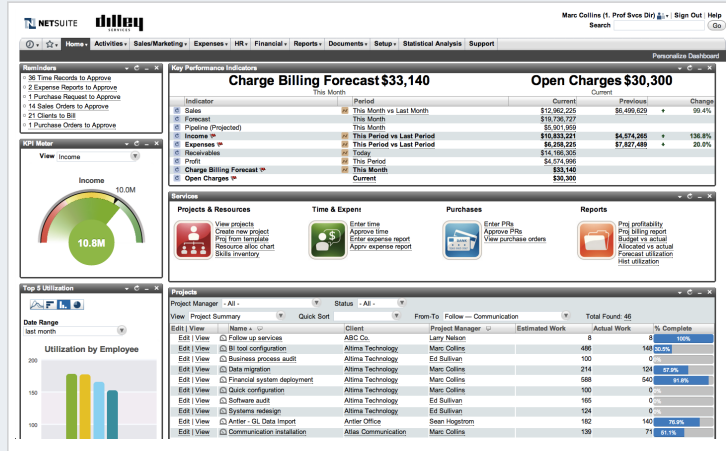 NETSUITE dilley SERVICES
Marc Collins (1. Prof Svcs Dir) Sign Out | Help
Search Go
Home Activities Sales/Marketing Expenses HR Financial Reports Documents Setup Statistical Analysis Support
Personalize Dashboard
Reminders
36 Time Records to Approve
2 Expense Reports to Approve
1 Purchase Request to Approve
14 Sales Orders to Approve
21 Clients to Bill
1 Purchase Orders to Approve
KPI Meter
View Income
Income
10.0M
10.8M
Top 5 Utilization
Date Range
last month
Utilization by Employee
200
150
100
Key Performance Indicators
Charge Billing Forecast $33,140 Open Charges $30,300
This Month Current
Indicator Period Current Previous Change
Sales This Month vs Last Month $12,962,225 $6,499,629 99.4%
Forecast This Month $19,736,727
Pipeline (Projected) This Month $5,901,959
Income This Period vs Last Period $10,833,221 $4,574,265 136.8%
Expenses This Period vs Last Period $6,258,225 $7,827,489 20.0%
Receivables Today $14,166,305
Profit This Period $4,574,996
Charge Billing Forecast This Month $33,140
Open Charges Current $30,300
Services
Projects & Resources Time & Expens Purchases Reports
View projects Enter time Enter PRs Proj profitability
Create new project Approve time Approve PRs Proj billing report
Proj from template Enter expense report View purchase orders Budget vs actual
Resource alloc chart Apprv expense report Allocated vs actual
Skills inventory Forecast utilization
Hist utilization
Projects
Project Manager - All - Status - All -
View Project Summary Quick Sort From-To Follow — Communication Total Found: 46
Edit | View Name Client Project Manager Estimated Work Actual Work % Complete
Edit | View Follow up services ABC Co. Larry Nelson 8 8 100%
Edit | View BI tool configuration Altima Technology Marc Collins 486 148 30.5%
Edit | View Business process audit Altima Technology Ed Sullivan 100 0 0%
Edit | View Data migration Altima Technology Marc Collins 214 124 57.9%
Edit | View Financial system deployment Altima Technology Marc Collins 588 540 91.8%
Edit | View Quick configuration Altima Technology Marc Collins 100 0 0%
Edit | View Software audit Altima Technology Ed Sullivan 165 0 0%
Edit | View Systems redesign Altima Technology Ed Sullivan 124 0 0%
Edit | View Antler - GL Data Import Antler Office Sean Hogstrom 182 140 76.9%
Edit | View Communication installation Atlas Communication Marc Collins 139 71 51.1%